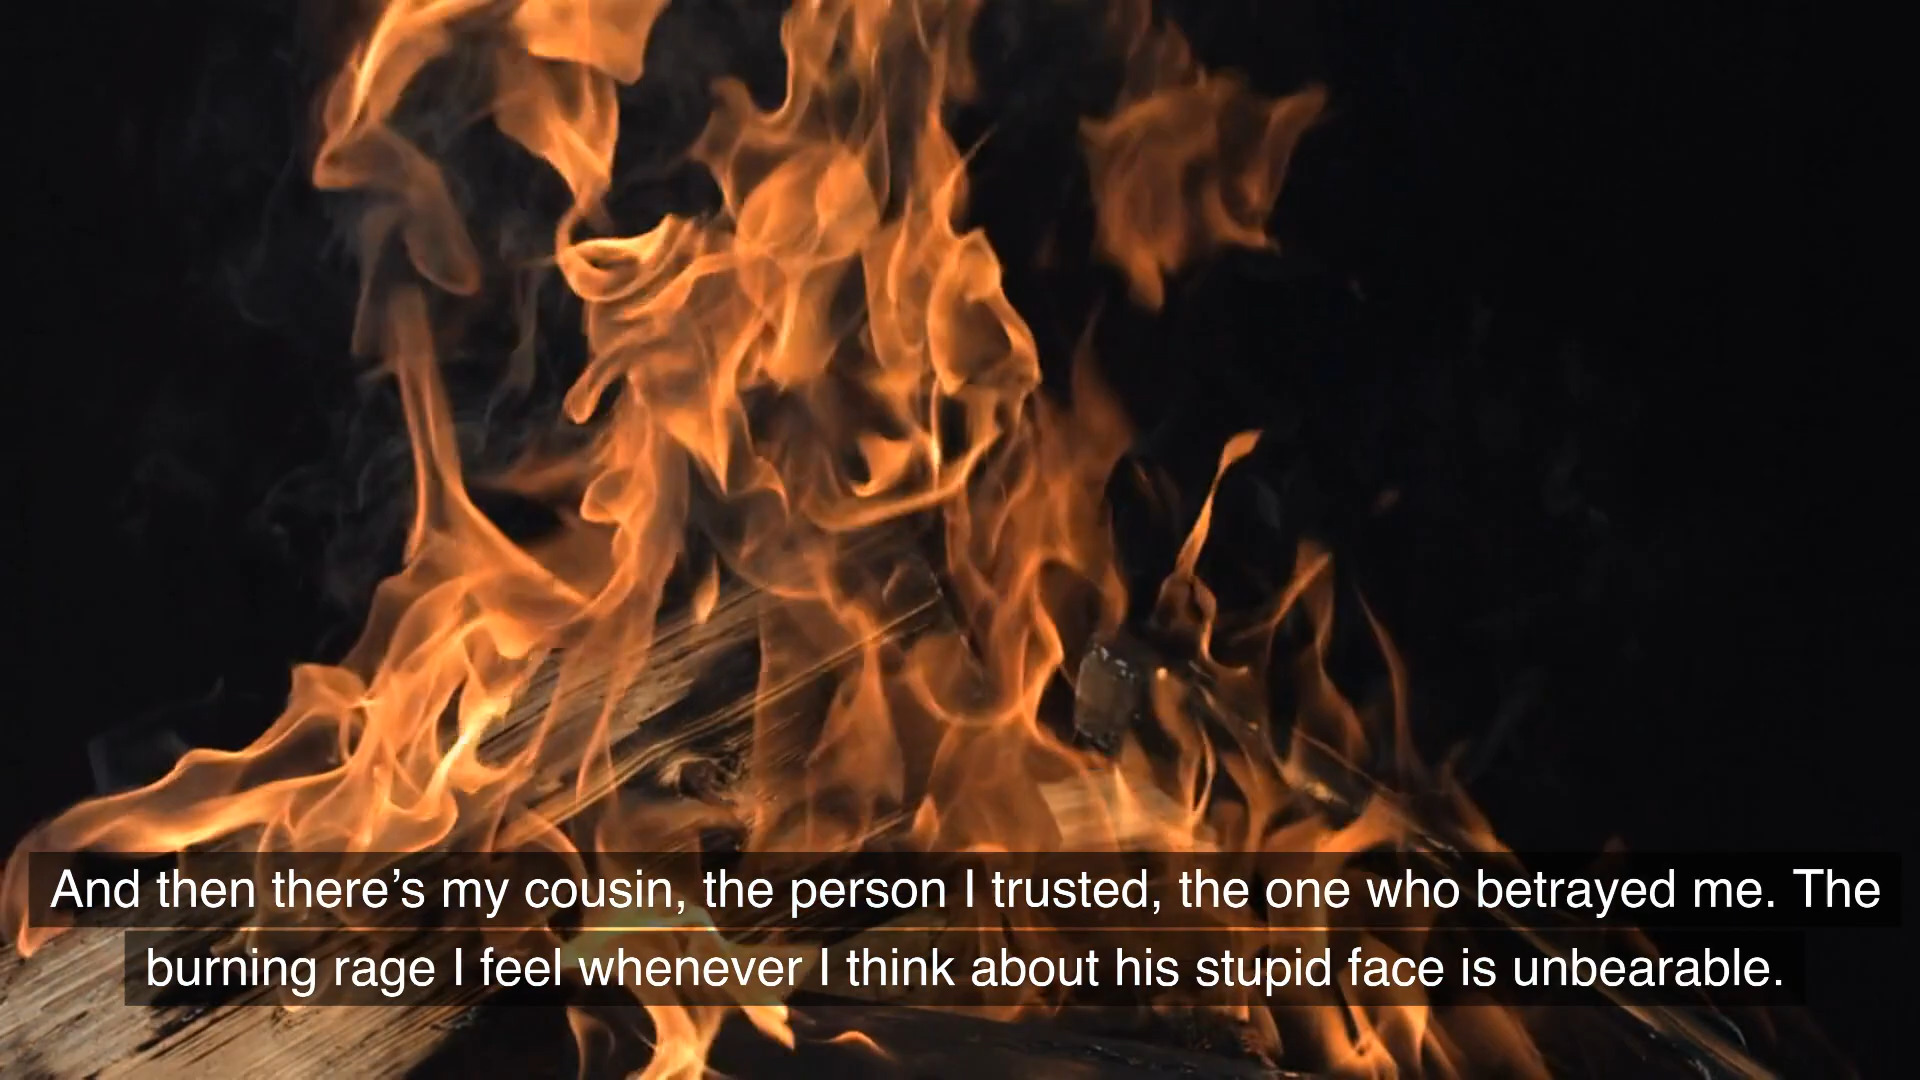 And then there’s my cousin, the person I trusted, the one who betrayed me. The
burning rage I feel whenever I think about his stupid face is unbearable.